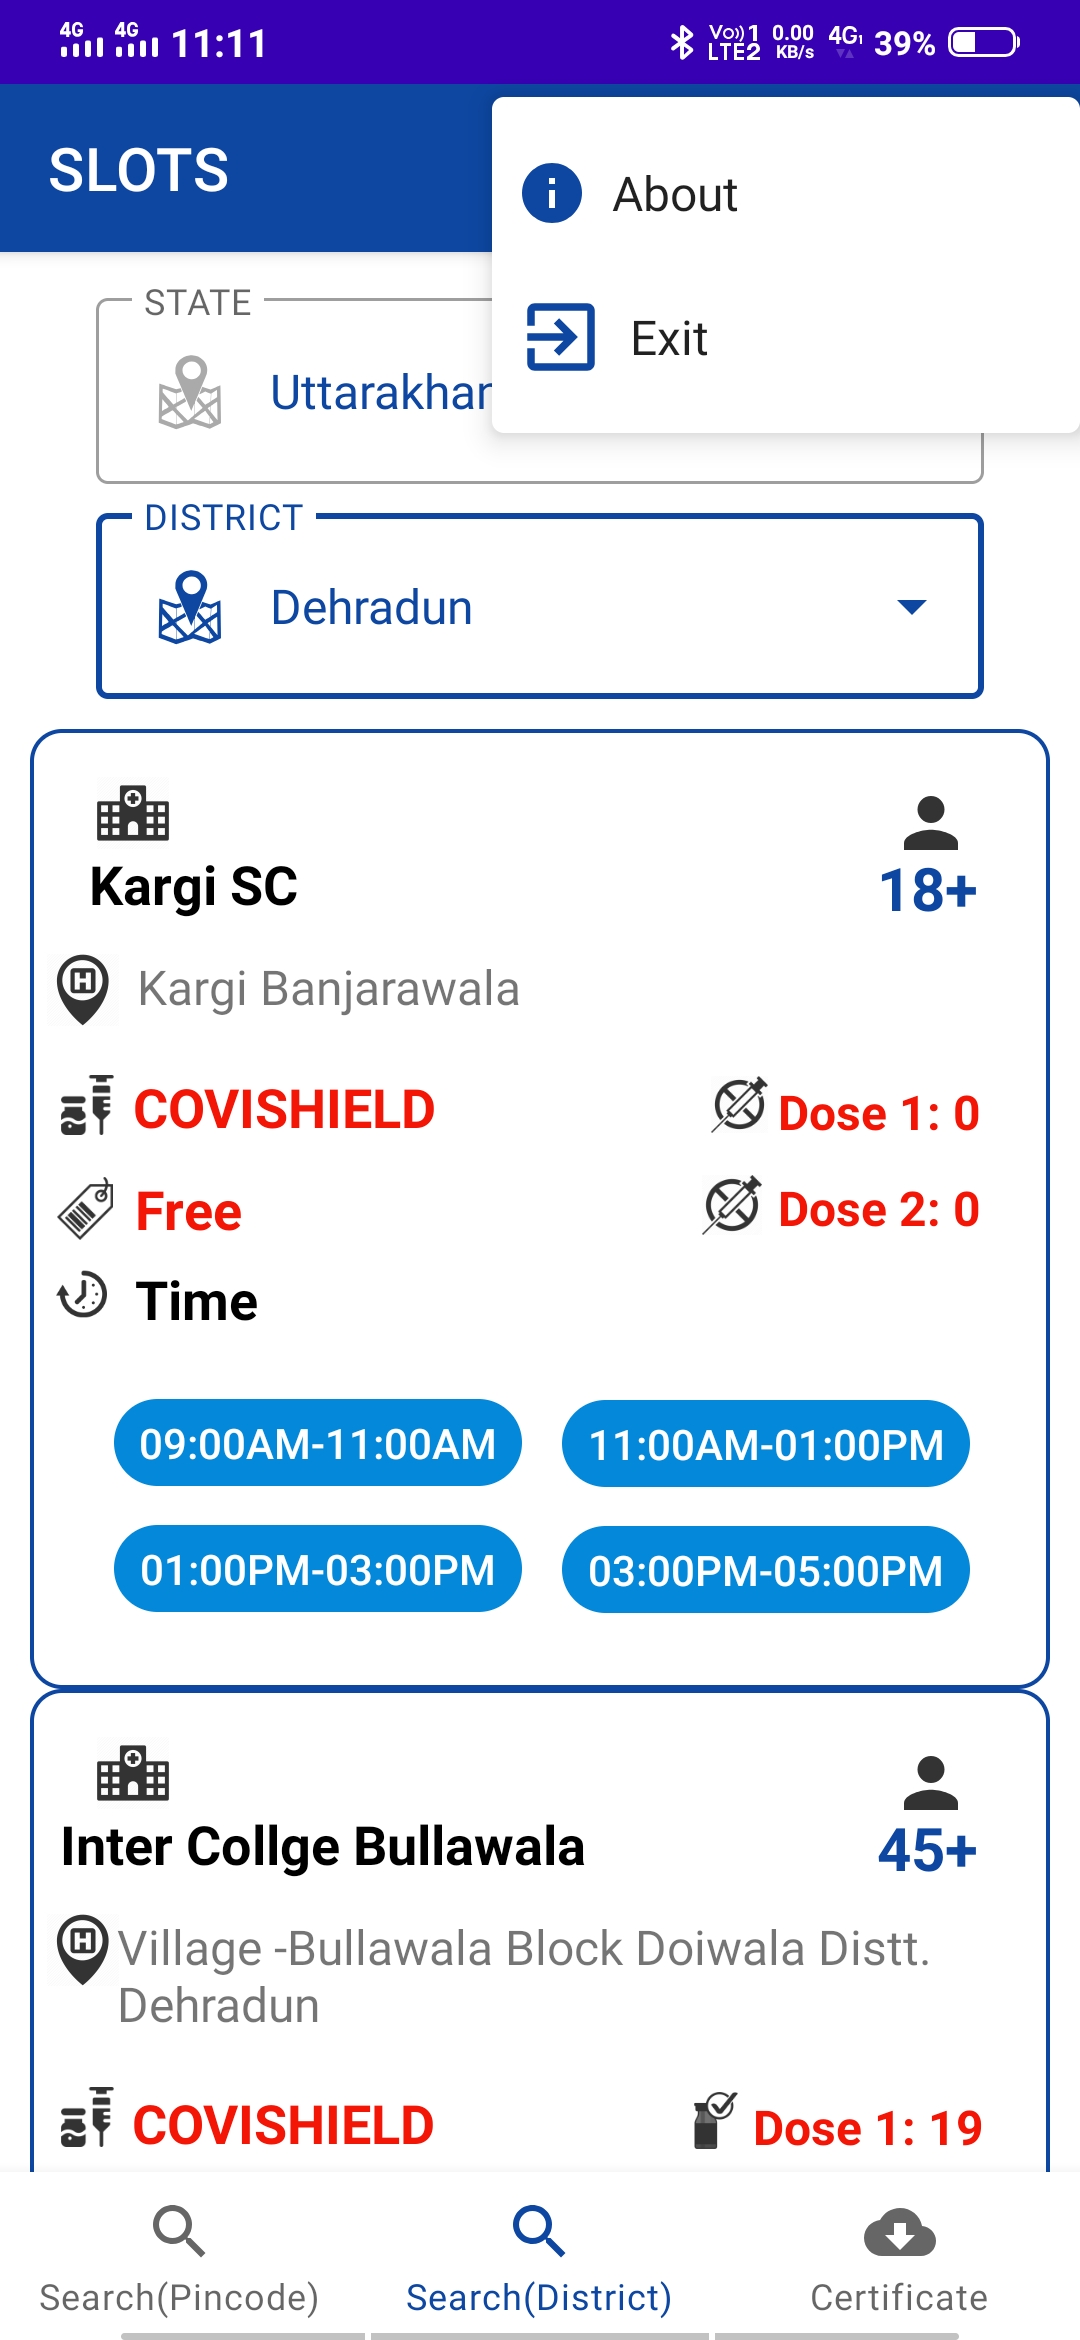 4G 4G 11:11 Vo)) 1 LTE2 0.00 KB/s 4G1 39%
SLOTS
About
Exit
STATE
Uttarakhan
DISTRICT
Dehradun
Kargi SC
18+
Kargi Banjarawala
COVISHIELD
Dose 1: 0
Free
Dose 2: 0
Time
09:00AM-11:00AM
11:00AM-01:00PM
01:00PM-03:00PM
03:00PM-05:00PM
Inter Collge Bullawala
45+
Village -Bullawala Block Doiwala Distt.
Dehradun
COVISHIELD
Dose 1: 19
Search(Pincode)
Search(District)
Certificate